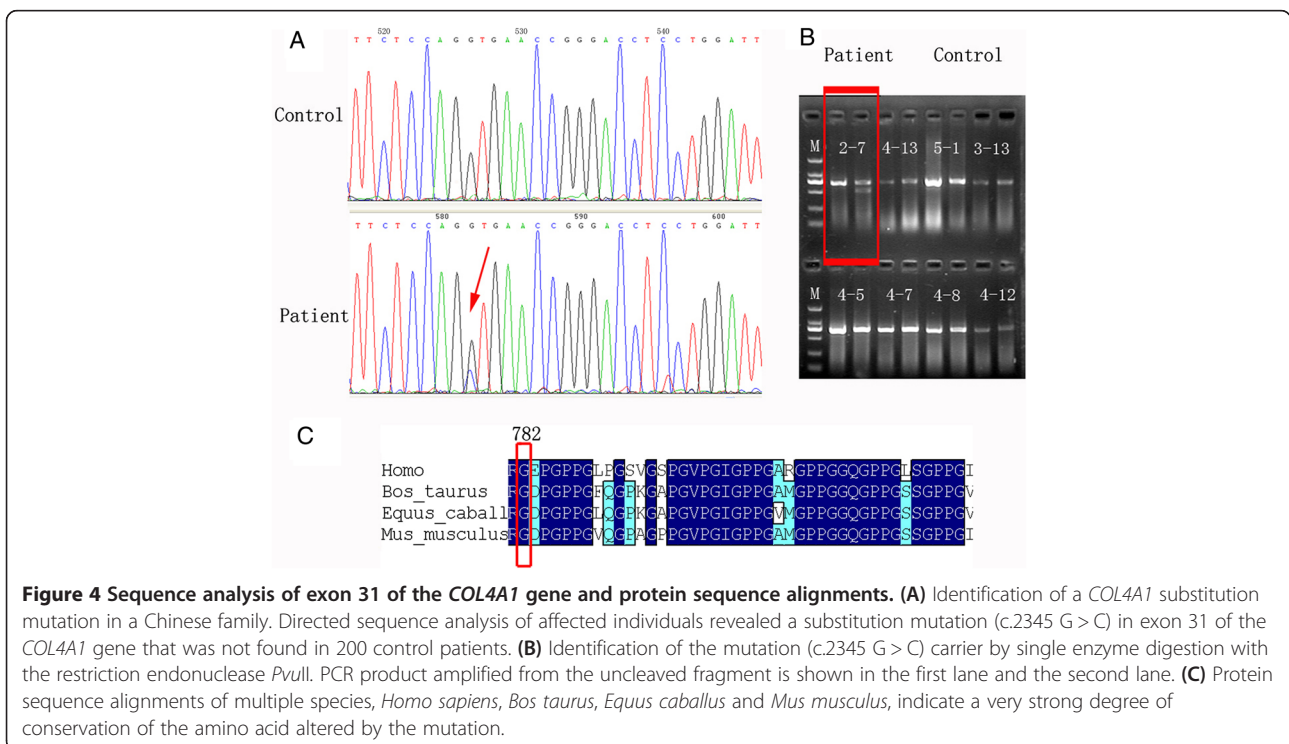 A
520 530 540
T T C T C C A G G T G A A C C G G G A C C T C C T G G A T T
Control
580 590 600
T T C T C C A G G T G A A C C G G G A C C T C C T G G A T T
Patient
B
Patient Control
M 2-7 4-13 5-1 3-13
M 4-5 4-7 4-8 4-12
C
782
Homo RGEPGPPGLPGSVGSPGVPGIGPPGARGPPGGQGPPGLSGPPGI
Bos_taurus RGDPGPPGFQGPKGAPGVPGIGPPGAMGPPGGQGPPGSSGPPGV
Equus_caball RGDPGPPGLQGPKGAPGVPGIGPPGVMGPPGGQGPPGSSGPPGV
Mus_musculus RGDPGPPGVQGPAGPPGVPGIGPPGAMGPPGGQGPPGSSGPPGI
Figure 4 Sequence analysis of exon 31 of the COL4A1 gene and protein sequence alignments. (A) Identification of a COL4A1 substitution
mutation in a Chinese family. Directed sequence analysis of affected individuals revealed a substitution mutation (c.2345 G > C) in exon 31 of the
COL4A1 gene that was not found in 200 control patients. (B) Identification of the mutation (c.2345 G > C) carrier by single enzyme digestion with
the restriction endonuclease PvuII. PCR product amplified from the uncleaved fragment is shown in the first lane and the second lane. (C) Protein
sequence alignments of multiple species, Homo sapiens, Bos taurus, Equus caballus and Mus musculus, indicate a very strong degree of
conservation of the amino acid altered by the mutation.